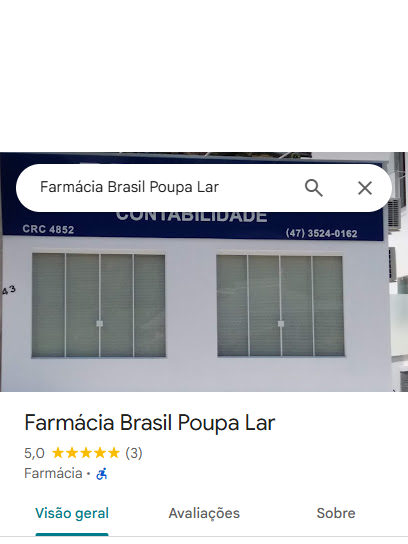 Farmácia Brasil Poupa Lar
CONTABILIDADE
CRC 4852
(47) 3524-0162
43
Farmácia Brasil Poupa Lar
5,0 ★★★★★ (3)
Farmácia ·
Visão geral
Avaliações
Sobre